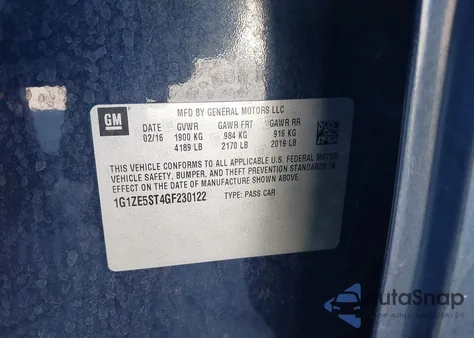 GM
MFD BY GENERAL MOTORS LLC
DATE GVWR GAWR FRT GAWR RR
02/16 1900 KG 984 KG 916 KG
4189 LB 2170 LB 2019 LB
THIS VEHICLE CONFORMS TO ALL APPLICABLE U.S. FEDERAL MOTOR
VEHICLE SAFETY, BUMPER, AND THEFT PREVENTION STANDARDS IN
EFFECT ON THE DATE OF MANUFACTURE SHOWN ABOVE.
1G1ZE5ST4GF230122 TYPE: PASS CAR
AutoSnap